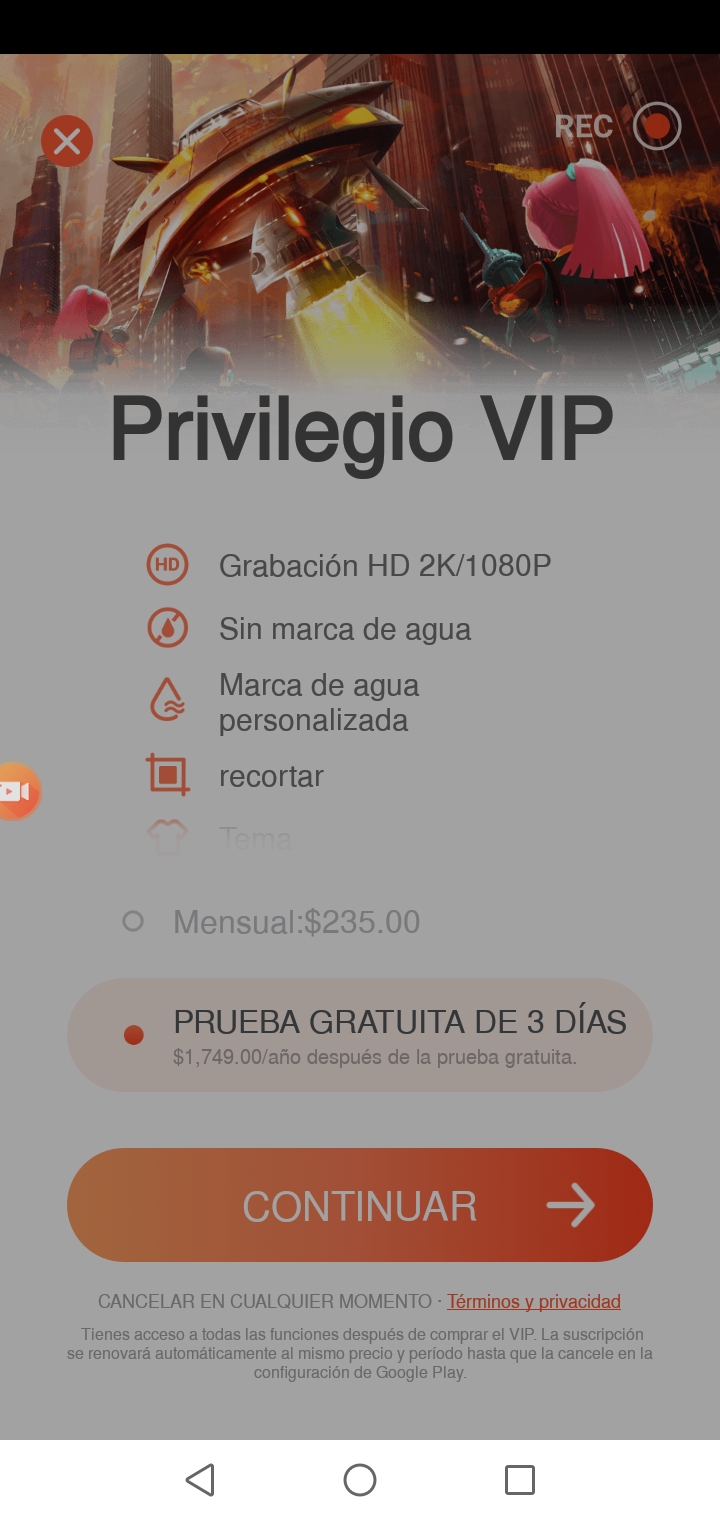 REC
Privilegio VIP
HD
Grabación HD 2K/1080P
Sin marca de agua
Marca de agua
personalizada
recortar
Tema
Mensual:$235.00
PRUEBA GRATUITA DE 3 DÍAS
$1,749.00/año después de la prueba gratuita.
CONTINUAR
CANCELAR EN CUALQUIER MOMENTO · Términos y privacidad
Tienes acceso a todas las funciones después de comprar el VIP. La suscripción
se renovará automáticamente al mismo precio y período hasta que la cancele en la
configuración de Google Play.